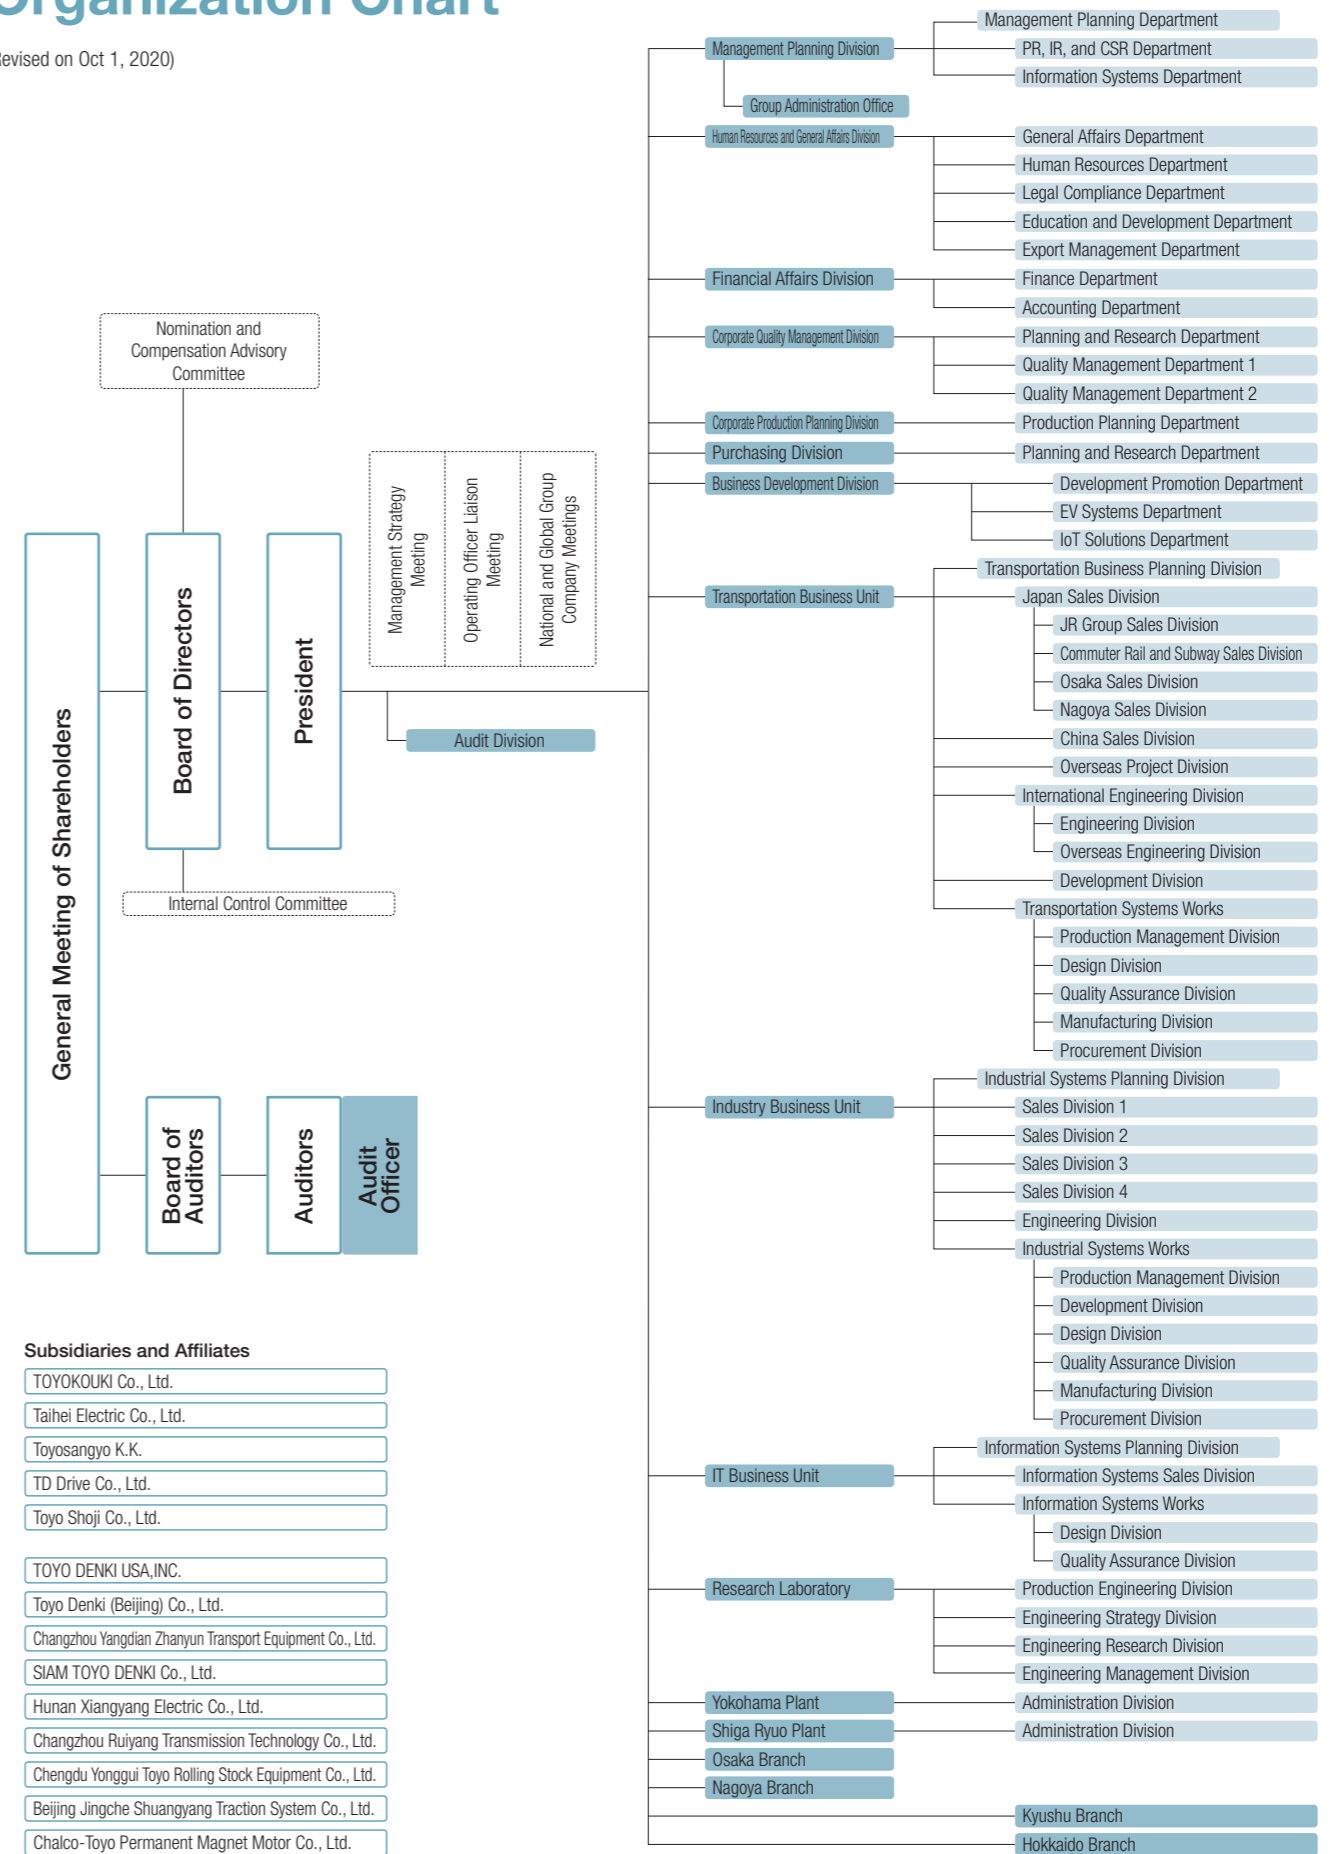 Organization Chart
Revised on Oct 1, 2020)
Nomination and
Compensation Advisory
Committee
General Meeting of Shareholders
Board of Directors
President
Management Strategy
Meeting
Operating Officer Liaison
Meeting
National and Global Group
Company Meetings
Audit Division
Internal Control Committee
Board of
Auditors
Auditors
Audit
Officer
Subsidiaries and Affiliates
TOYOKOUKI Co., Ltd.
Taihei Electric Co., Ltd.
Toyosangyo K.K.
TD Drive Co., Ltd.
Toyo Shoji Co., Ltd.
TOYO DENKI USA,INC.
Toyo Denki (Beijing) Co., Ltd.
Changzhou Yangdian Zhanyun Transport Equipment Co., Ltd.
SIAM TOYO DENKI Co., Ltd.
Hunan Xiangyang Electric Co., Ltd.
Changzhou Ruiyang Transmission Technology Co., Ltd.
Chengdu Yonggui Toyo Rolling Stock Equipment Co., Ltd.
Beijing Jingche Shuangyang Traction System Co., Ltd.
Chalco-Toyo Permanent Magnet Motor Co., Ltd.
Management Planning Division
Management Planning Department
PR, IR, and CSR Department
Information Systems Department
Group Administration Office
Human Resources and General Affairs Division
General Affairs Department
Human Resources Department
Legal Compliance Department
Education and Development Department
Export Management Department
Financial Affairs Division
Finance Department
Accounting Department
Corporate Quality Management Division
Planning and Research Department
Quality Management Department 1
Quality Management Department 2
Corporate Production Planning Division
Production Planning Department
Purchasing Division
Planning and Research Department
Business Development Division
Development Promotion Department
EV Systems Department
IoT Solutions Department
Transportation Business Unit
Transportation Business Planning Division
Japan Sales Division
JR Group Sales Division
Commuter Rail and Subway Sales Division
Osaka Sales Division
Nagoya Sales Division
China Sales Division
Overseas Project Division
International Engineering Division
Engineering Division
Overseas Engineering Division
Development Division
Transportation Systems Works
Production Management Division
Design Division
Quality Assurance Division
Manufacturing Division
Procurement Division
Industry Business Unit
Industrial Systems Planning Division
Sales Division 1
Sales Division 2
Sales Division 3
Sales Division 4
Engineering Division
Industrial Systems Works
Production Management Division
Development Division
Design Division
Quality Assurance Division
Manufacturing Division
Procurement Division
IT Business Unit
Information Systems Planning Division
Information Systems Sales Division
Information Systems Works
Design Division
Quality Assurance Division
Research Laboratory
Production Engineering Division
Engineering Strategy Division
Engineering Research Division
Engineering Management Division
Yokohama Plant
Administration Division
Shiga Ryuo Plant
Administration Division
Osaka Branch
Nagoya Branch
Kyushu Branch
Hokkaido Branch